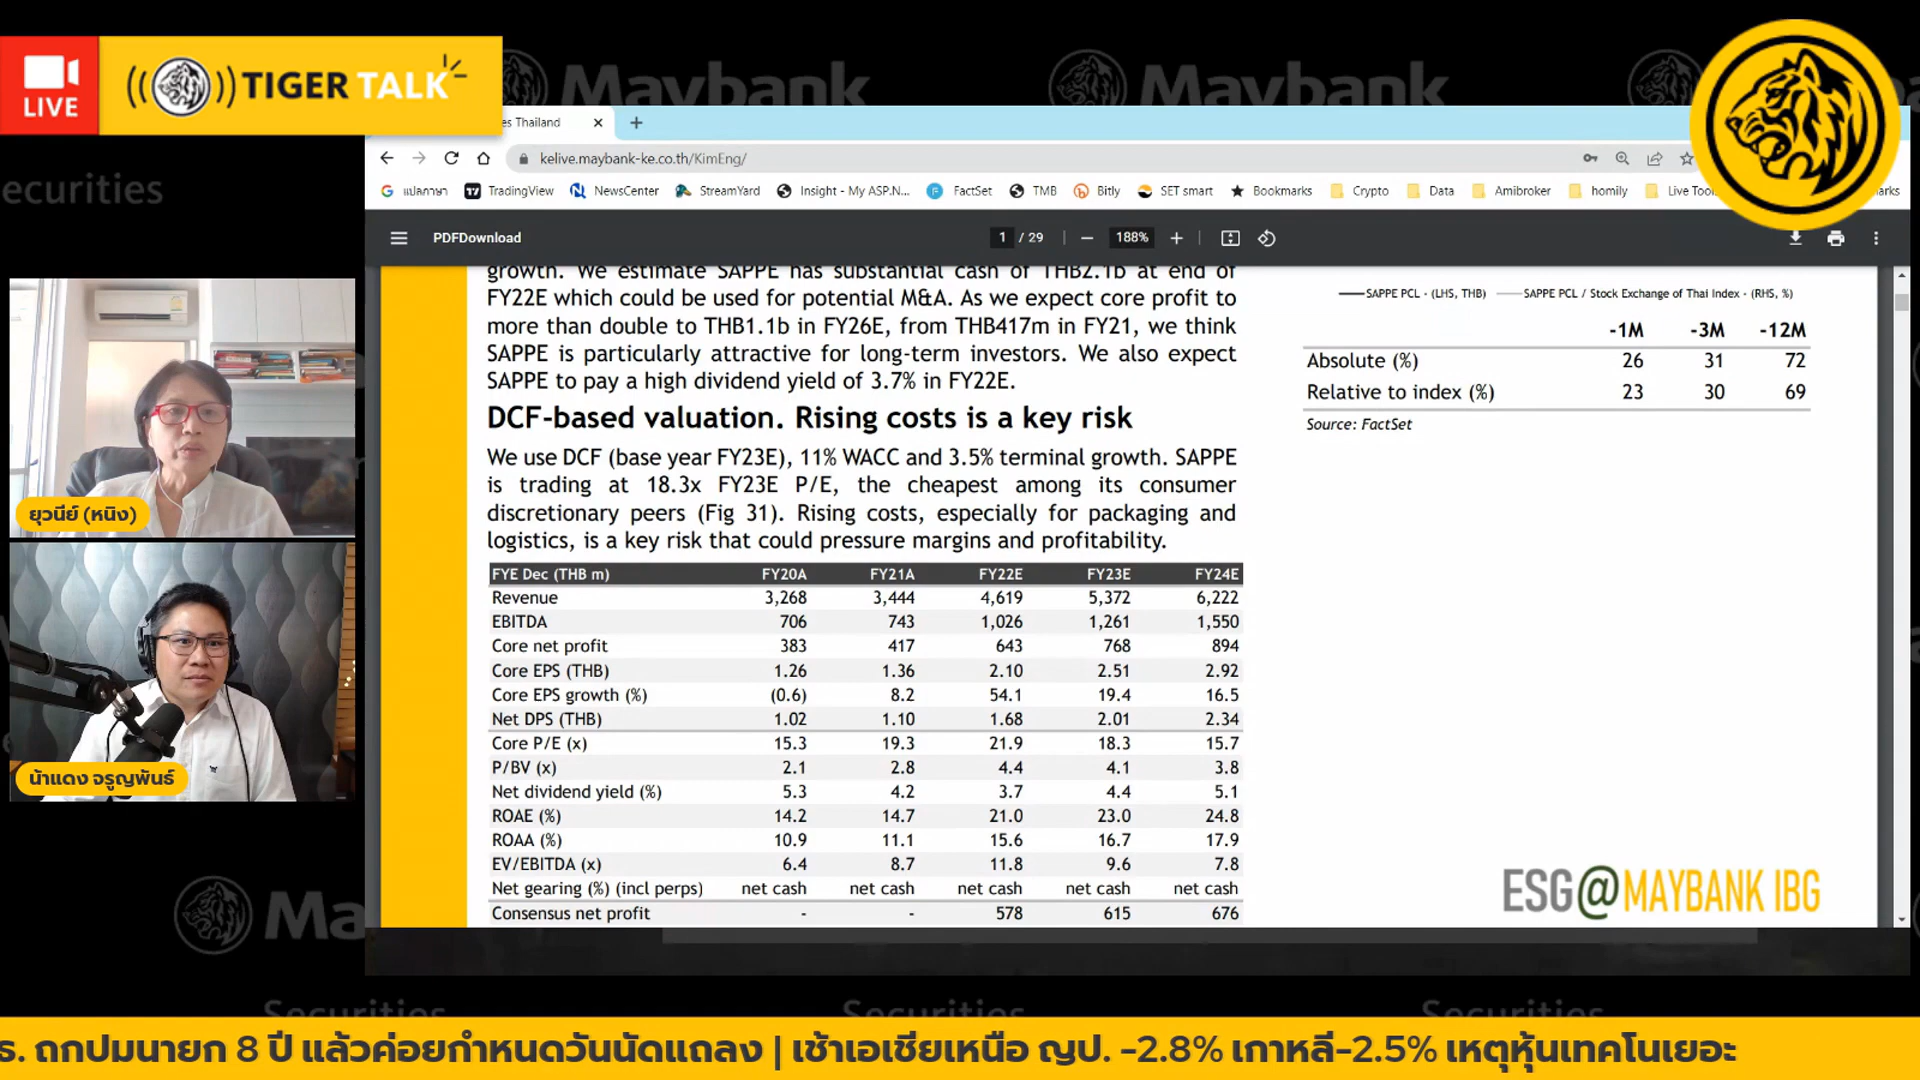 LIVE
TIGER TALK
Maybank
Maybank
ecurities
es Thailand
kelive.maybank-ke.co.th/KimEng/
แปลภาษา TradingView NewsCenter StreamYard Insight - My ASP.N... FactSet TMB Bitly SET smart Bookmarks Crypto Data Amibroker homily Live Tool arks
PDFDownload 1 / 29 188%
growth. We estimate SAPPE has substantial cash of THB2.1b at end of
FY22E which could be used for potential M&A. As we expect core profit to
more than double to THB1.1b in FY26E, from THB417m in FY21, we think
SAPPE is particularly attractive for long-term investors. We also expect
SAPPE to pay a high dividend yield of 3.7% in FY22E.
DCF-based valuation. Rising costs is a key risk
We use DCF (base year FY23E), 11% WACC and 3.5% terminal growth. SAPPE
is trading at 18.3x FY23E P/E, the cheapest among its consumer
discretionary peers (Fig 31). Rising costs, especially for packaging and
logistics, is a key risk that could pressure margins and profitability.
FYE Dec (THB m) FY20A FY21A FY22E FY23E FY24E
Revenue 3,268 3,444 4,619 5,372 6,222
EBITDA 706 743 1,026 1,261 1,550
Core net profit 383 417 643 768 894
Core EPS (THB) 1.26 1.36 2.10 2.51 2.92
Core EPS growth (%) (0.6) 8.2 54.1 19.4 16.5
Net DPS (THB) 1.02 1.10 1.68 2.01 2.34
Core P/E (x) 15.3 19.3 21.9 18.3 15.7
P/BV (x) 2.1 2.8 4.4 4.1 3.8
Net dividend yield (%) 5.3 4.2 3.7 4.4 5.1
ROAE (%) 14.2 14.7 21.0 23.0 24.8
ROAA (%) 10.9 11.1 15.6 16.7 17.9
EV/EBITDA (x) 6.4 8.7 11.8 9.6 7.8
Net gearing (%) (incl perps) net cash net cash net cash net cash net cash
Consensus net profit - - 578 615 676
SAPPE PCL - (LHS, THB) SAPPE PCL / Stock Exchange of Thai Index - (RHS, %)
-1M -3M -12M
Absolute (%) 26 31 72
Relative to index (%) 23 30 69
Source: FactSet
ESG@MAYBANK IBG
ยุวนีย์ (หนิง)
น้าแดง จรูญพันธ์
Ma
Securities
Securities
Securities
ธ. ถกปมนายก 8 ปี แล้วค่อยกำหนดวันนัดแถลง | เช้าเอเชียเหนือ ญป. -2.8% เกาหลี-2.5% เหตุหุ้นเทคโนเยอะ